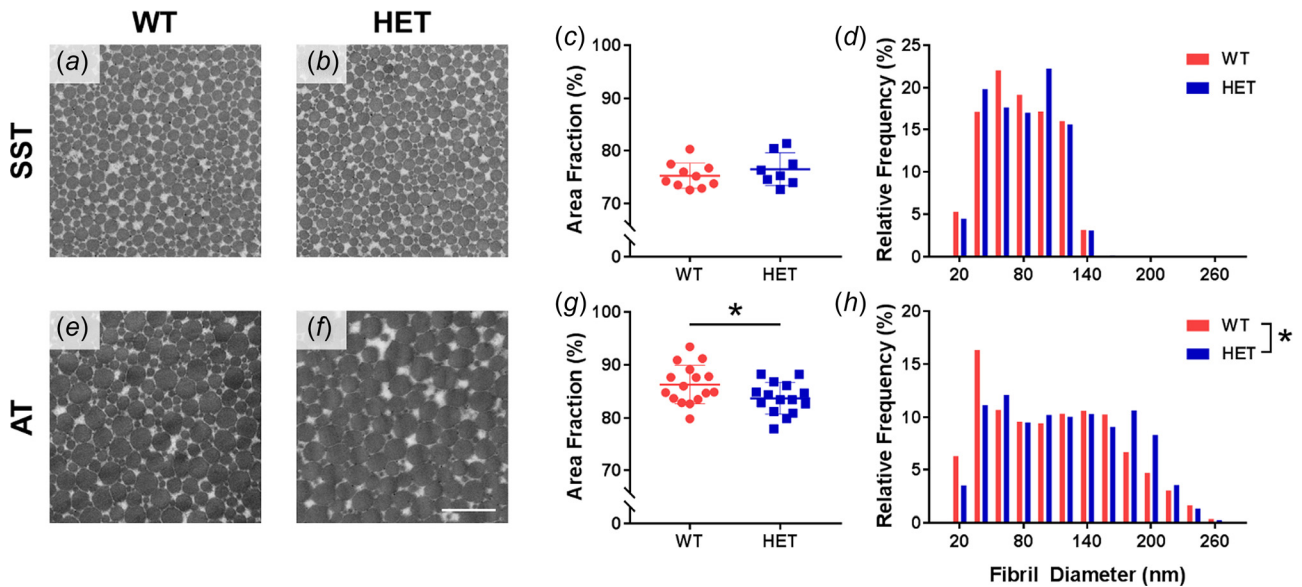 WT
HET
SST
AT
(a)
(b)
(c)
Area Fraction (%)
100
90
80
70
0
WT
HET
(d)
Relative Frequency (%)
25
20
15
10
5
0
20
80
140
200
260
WT
HET
(e)
(f)
(g)
Area Fraction (%)
100
90
80
70
0
*
WT
HET
(h)
Relative Frequency (%)
20
15
10
5
0
20
80
140
200
260
WT
HET
*
Fibril Diameter (nm)